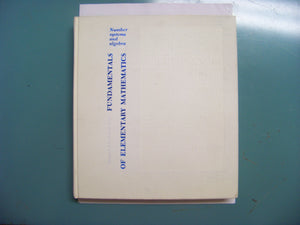 Number
systems
and
algebra
FUNDAMENTALS
OF ELEMENTARY MATHEMATICS